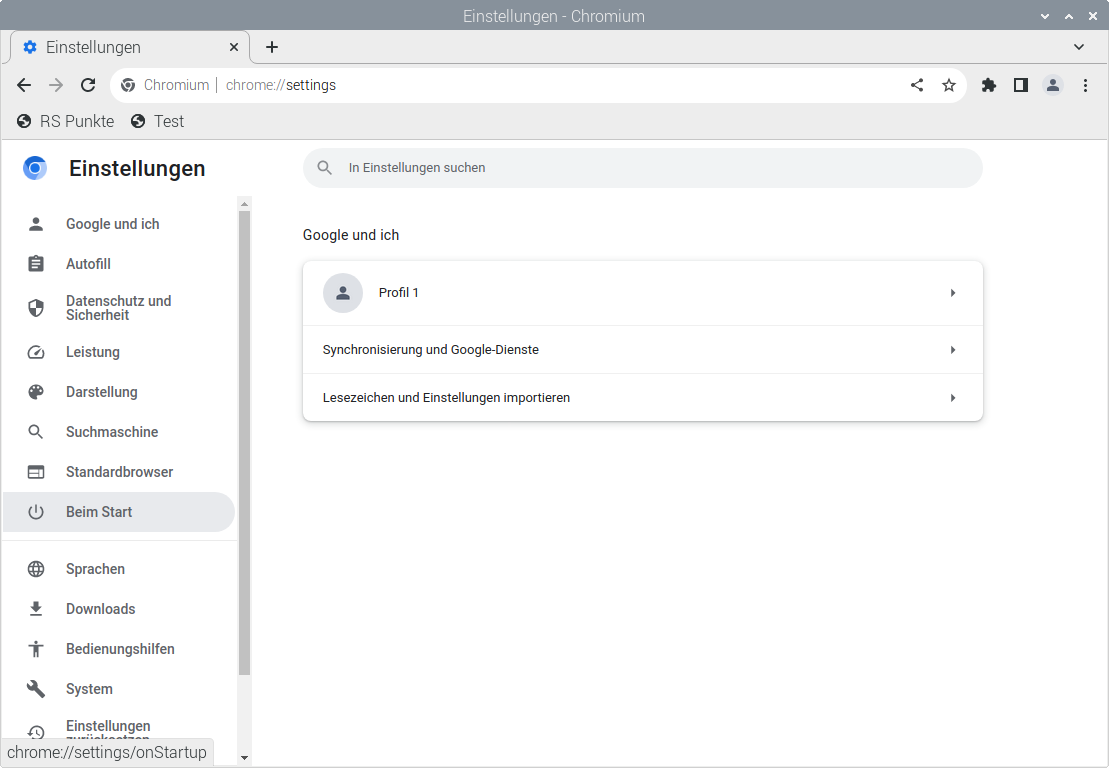 Einstellungen - Chromium
Einstellungen
Chromium | chrome://settings
RS Punkte Test
Einstellungen
In Einstellungen suchen
Google und ich
Autofill
Datenschutz und
Sicherheit
Leistung
Darstellung
Suchmaschine
Standardbrowser
Beim Start
Sprachen
Downloads
Bedienungshilfen
System
Einstellungen
zurücksetzen
chrome://settings/onStartup
Google und ich
Profil 1
Synchronisierung und Google-Dienste
Lesezeichen und Einstellungen importieren